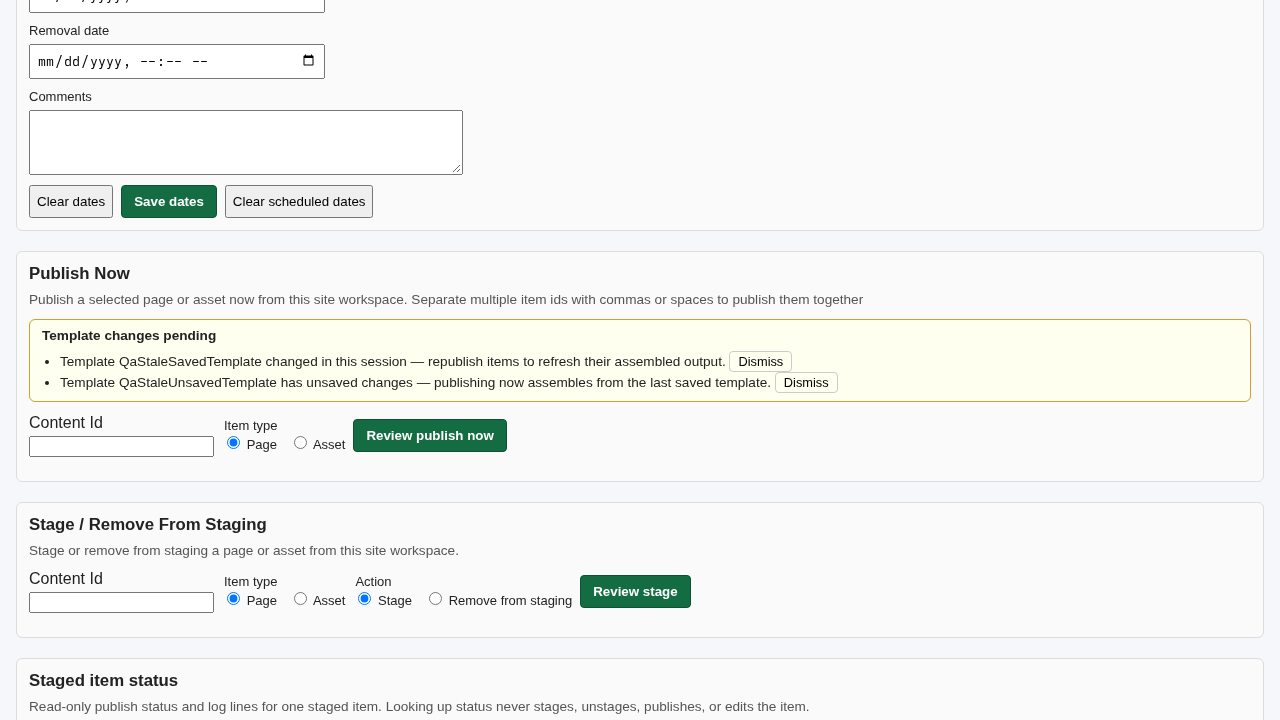 Removal date
mm/dd/yyyy, --:-- --
Comments
Clear dates Save dates Clear scheduled dates
Publish Now
Publish a selected page or asset now from this site workspace. Separate multiple item ids with commas or spaces to publish them together
Template changes pending
• Template QaStaleSavedTemplate changed in this session — republish items to refresh their assembled output. Dismiss
• Template QaStaleUnsavedTemplate has unsaved changes — publishing now assembles from the last saved template. Dismiss
Content Id Item type
Page Asset Review publish now
Stage / Remove From Staging
Stage or remove from staging a page or asset from this site workspace.
Content Id Item type Action
Page Asset Stage Remove from staging Review stage
Staged item status
Read-only publish status and log lines for one staged item. Looking up status never stages, unstages, publishes, or edits the item.